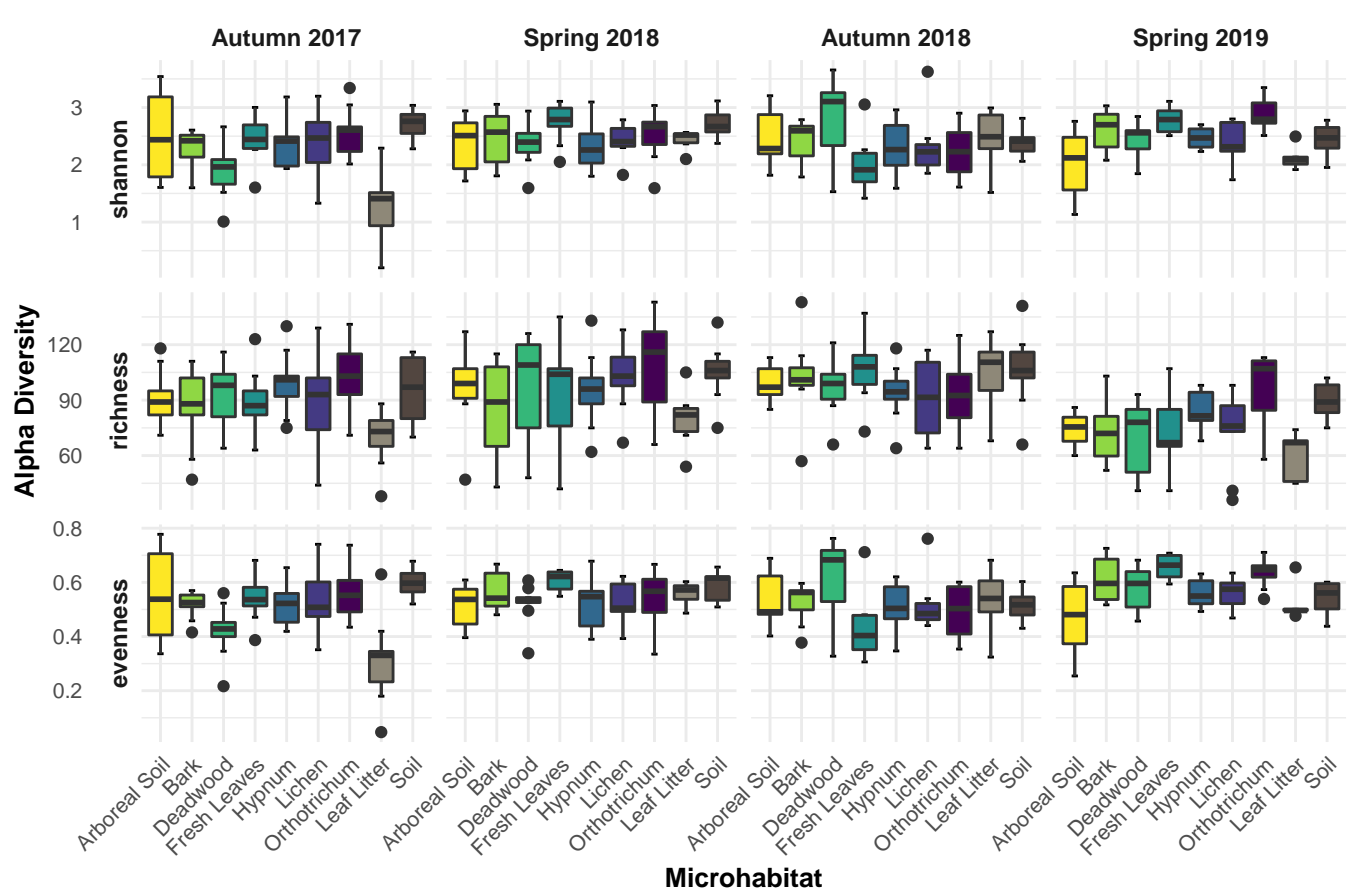 Autumn 2017 Spring 2018 Autumn 2018 Spring 2019
shannon
3
2
1
richness
120
90
60
evenness
0.8
0.6
0.4
0.2
Alpha Diversity
Arboreal Soil
Bark
Deadwood
Fresh Leaves
Hypnum
Lichen
Orthotrichum
Leaf Litter
Soil
Arboreal Soil
Bark
Deadwood
Fresh Leaves
Hypnum
Lichen
Orthotrichum
Leaf Litter
Soil
Arboreal Soil
Bark
Deadwood
Fresh Leaves
Hypnum
Lichen
Orthotrichum
Leaf Litter
Soil
Arboreal Soil
Bark
Deadwood
Fresh Leaves
Hypnum
Lichen
Orthotrichum
Leaf Litter
Soil
Microhabitat